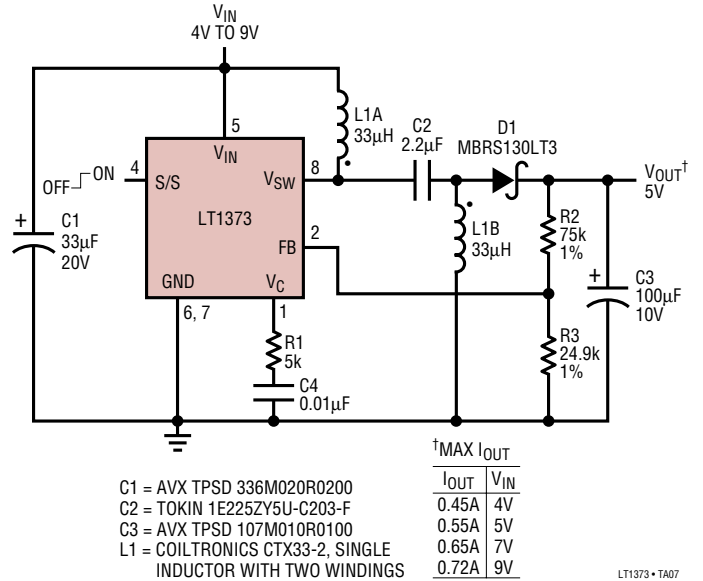 VIN
4V TO 9V
L1A
33µH
C2
2.2µF
D1
MBRS130LT3
5
VIN
OFF
ON
4
S/S
VSW
8
VOUT†
5V
LT1373
+
C1
33µF
20V
FB
2
L1B
33µH
R2
75k
1%
GND
VC
+
C3
100µF
10V
6, 7
1
R1
5k
R3
24.9k
1%
C4
0.01µF
†MAX IOUT
IOUT VIN
0.45A 4V
0.55A 5V
0.65A 7V
0.72A 9V
C1 = AVX TPSD 336M020R0200
C2 = TOKIN 1E225ZY5U-C203-F
C3 = AVX TPSD 107M010R0100
L1 = COILTRONICS CTX33-2, SINGLE
INDUCTOR WITH TWO WINDINGS
LT1373 • TA07